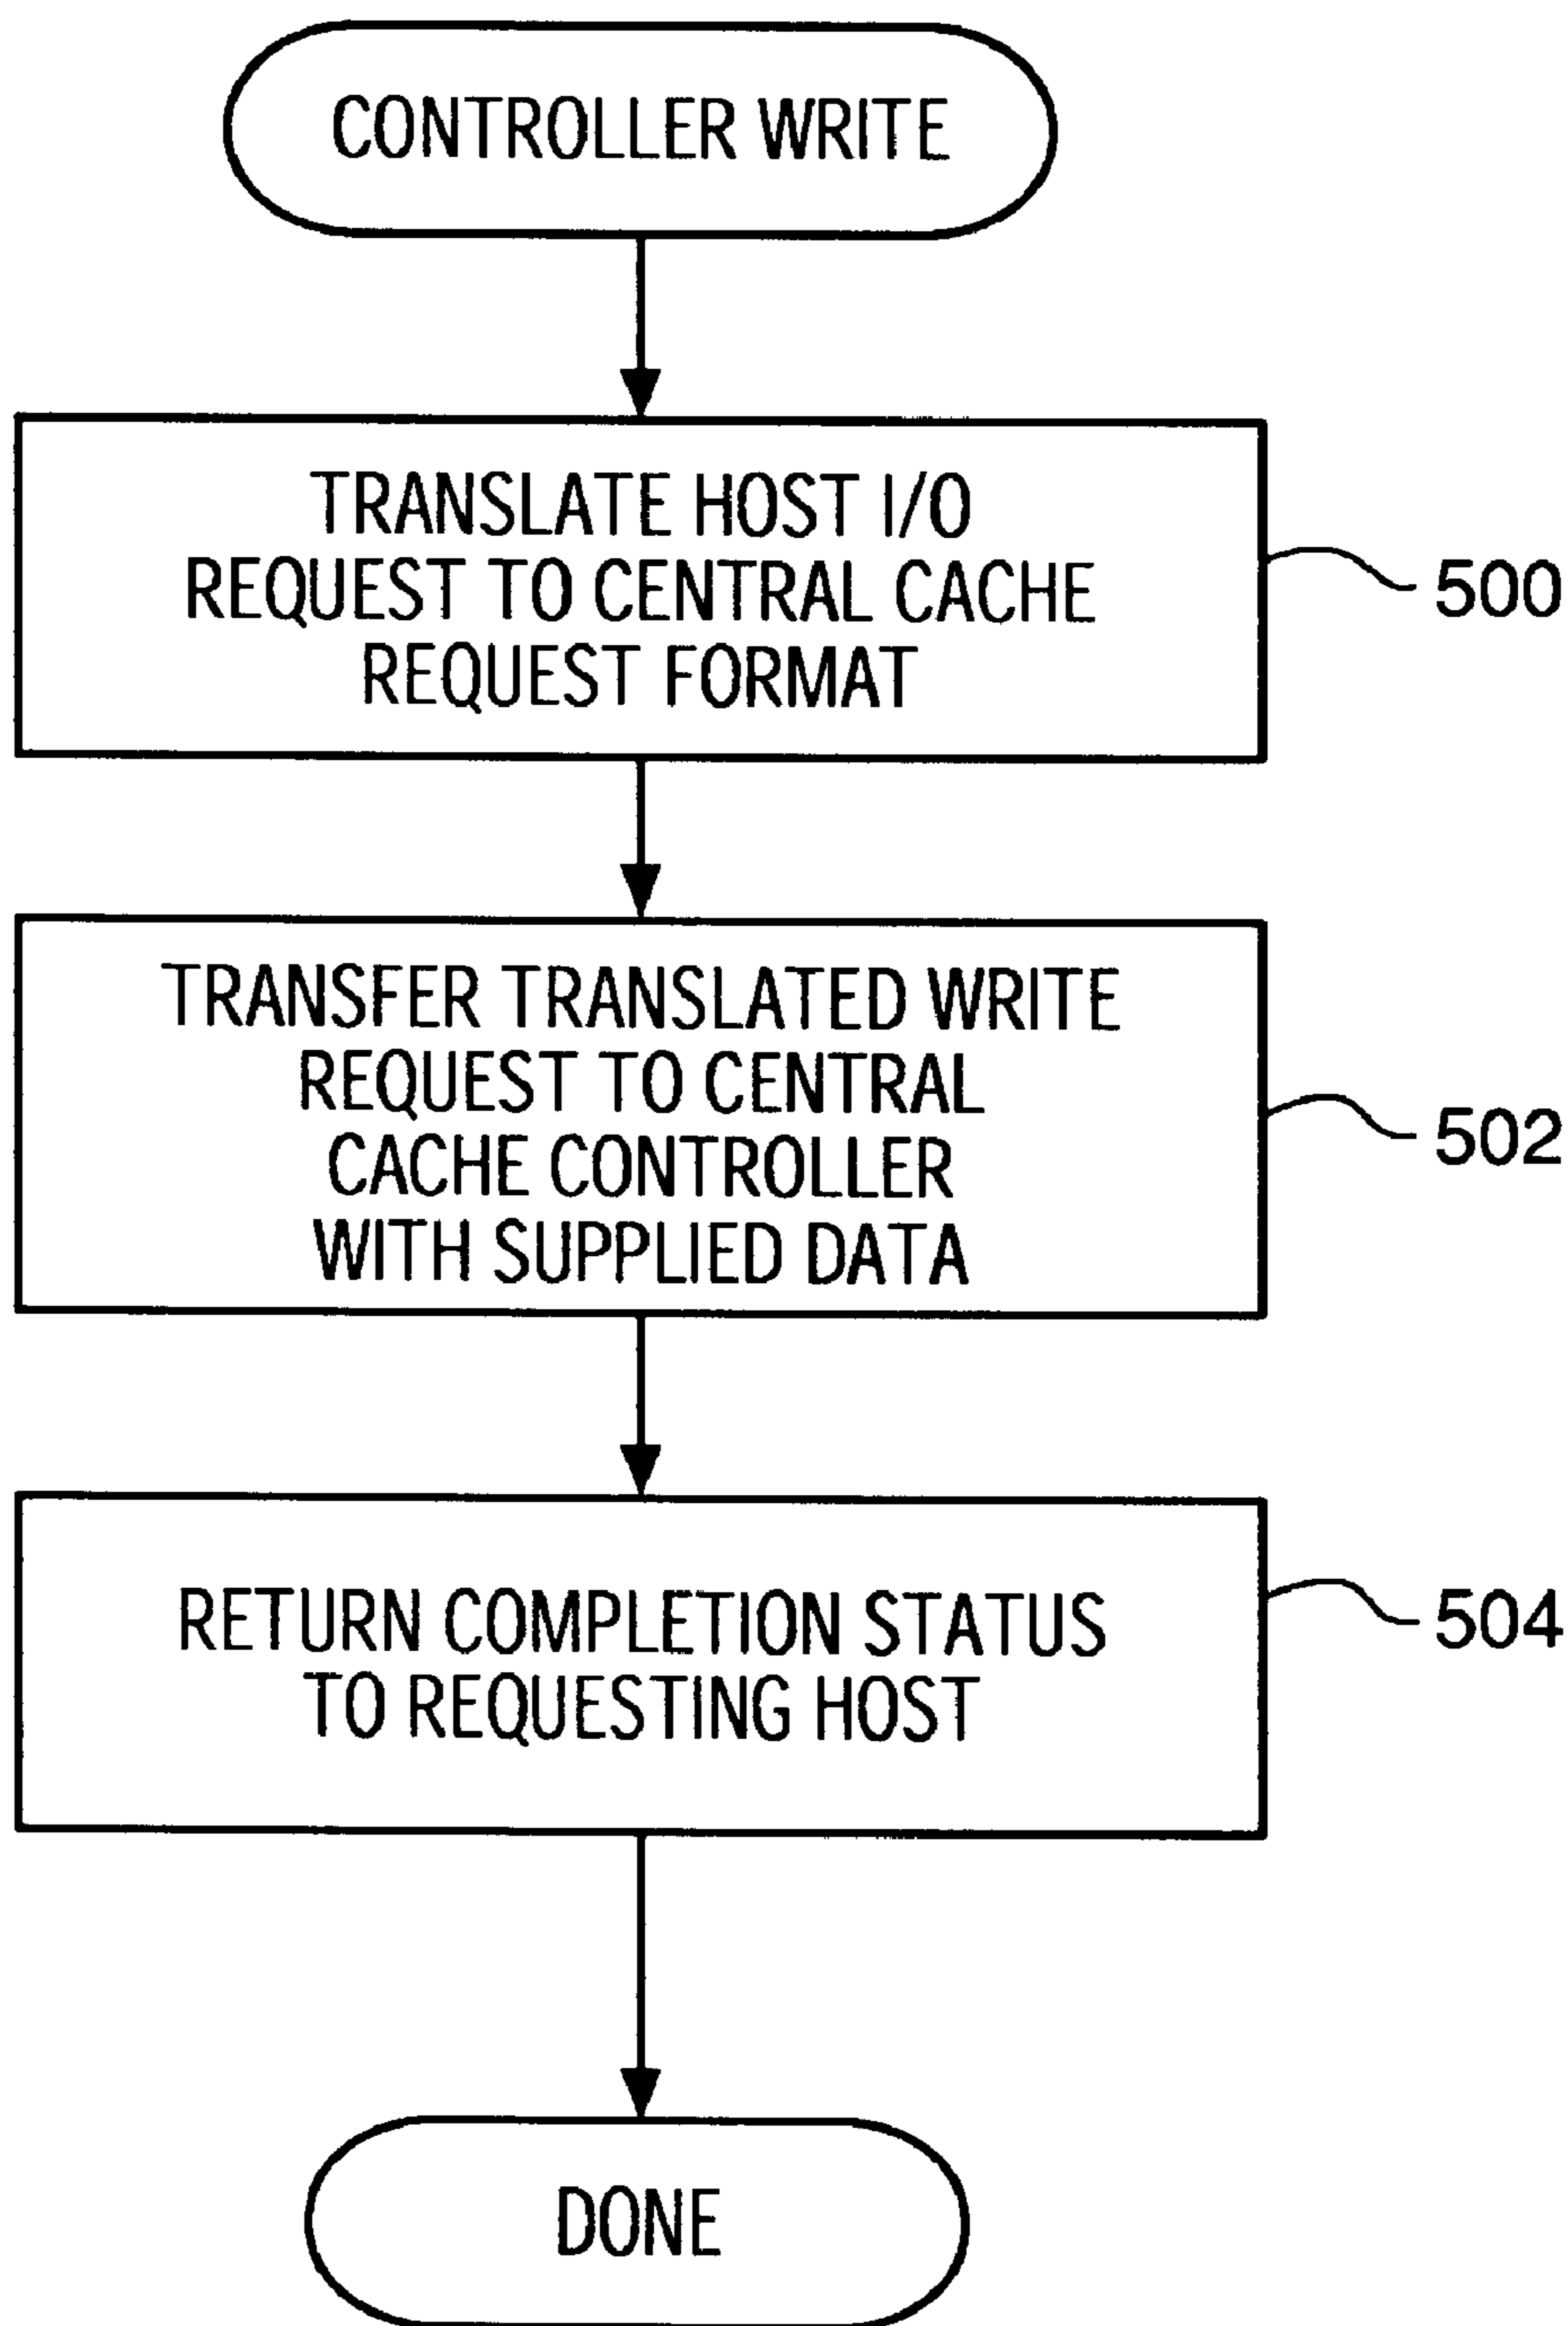 CONTROLLER WRITE
TRANSLATE HOST I/O
REQUEST TO CENTRAL CACHE
REQUEST FORMAT
500
TRANSFER TRANSLATED WRITE
REQUEST TO CENTRAL
CACHE CONTROLLER
WITH SUPPLIED DATA
502
RETURN COMPLETION STATUS
TO REQUESTING HOST
504
DONE